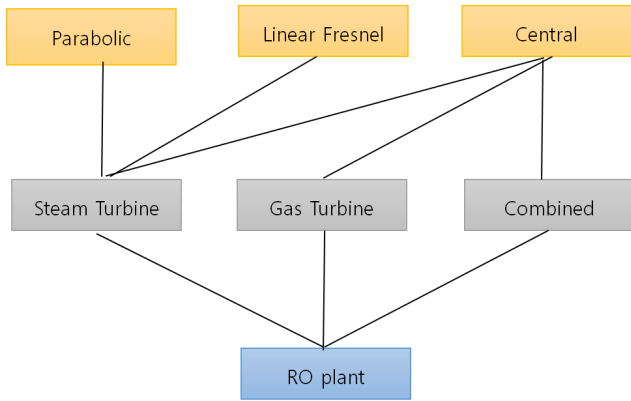 Parabolic
Linear Fresnel
Central
Steam Turbine
Gas Turbine
Combined
RO plant